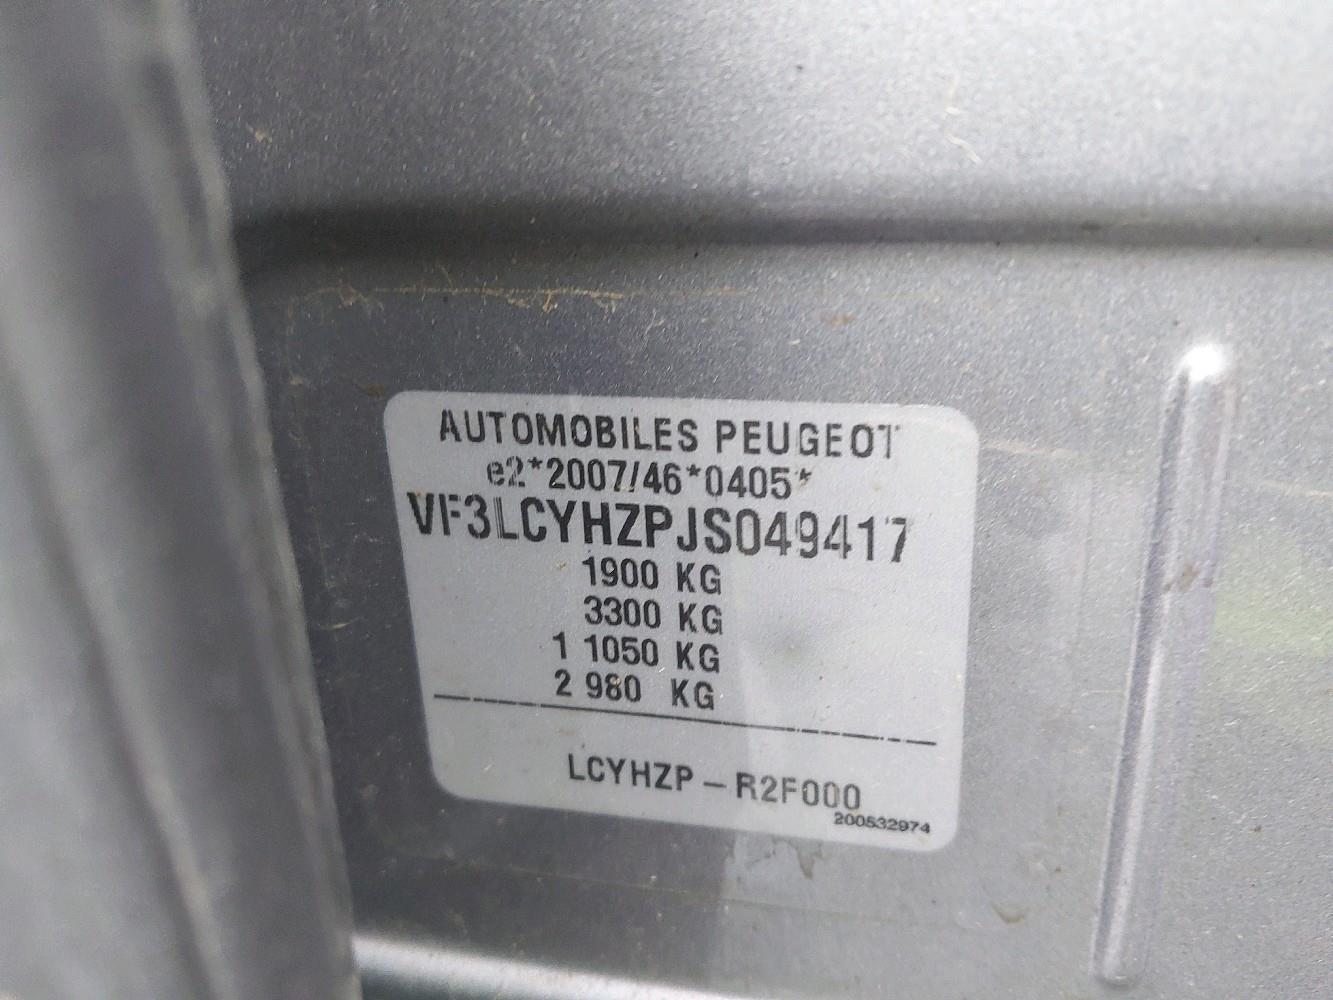 AUTOMOBILES PEUGEOT
e2*2007/46*0405*
VF3LCYHZPJS049417
1900 KG
3300 KG
1 1050 KG
2 980 KG
LCYHZP – R2F000
200532974